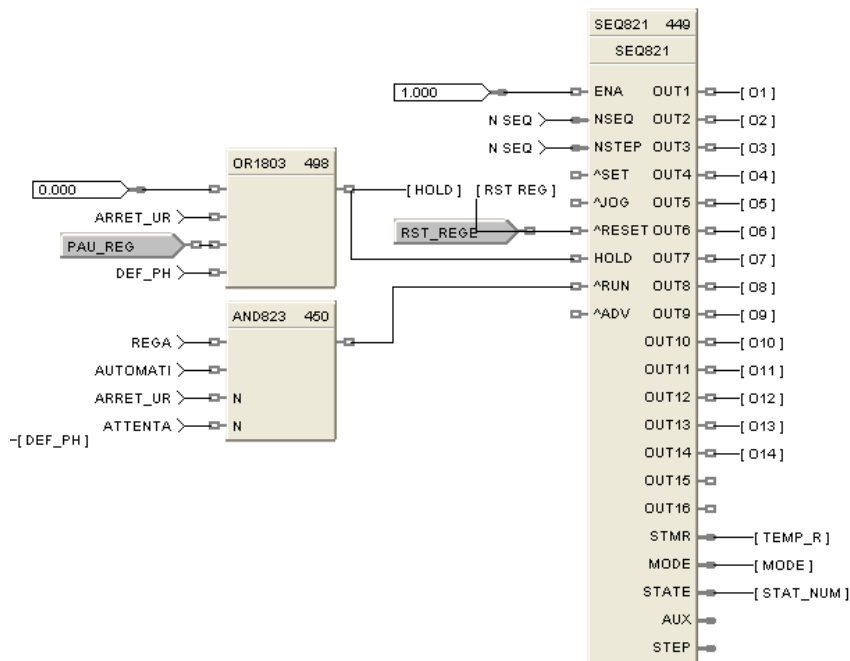 SEQ821 449
SEQ821
1.000
ENA OUT1 [ O1 ]
N SEQ NSEQ OUT2 [ O2 ]
N SEQ NSTEP OUT3 [ O3 ]
^SET OUT4 [ O4 ]
^JOG OUT5 [ O5 ]
^RESET OUT6 [ O6 ]
HOLD OUT7 [ O7 ]
^RUN OUT8 [ O8 ]
^ADV OUT9 [ O9 ]
OUT10 [ O10 ]
OUT11 [ O11 ]
OUT12 [ O12 ]
OUT13 [ O13 ]
OUT14 [ O14 ]
OUT15
OUT16
STMR [ TEMP_R ]
MODE [ MODE ]
STATE [ STAT_NUM ]
AUX
STEP
OR1803 498
0.000
ARRET_UR
PAU_REG
DEF_PH
[ HOLD ] [ RST REG ]
RST_REGE
AND823 450
REGA
AUTOMATI
ARRET_UR N
ATTENTA N
-[ DEF_PH ]